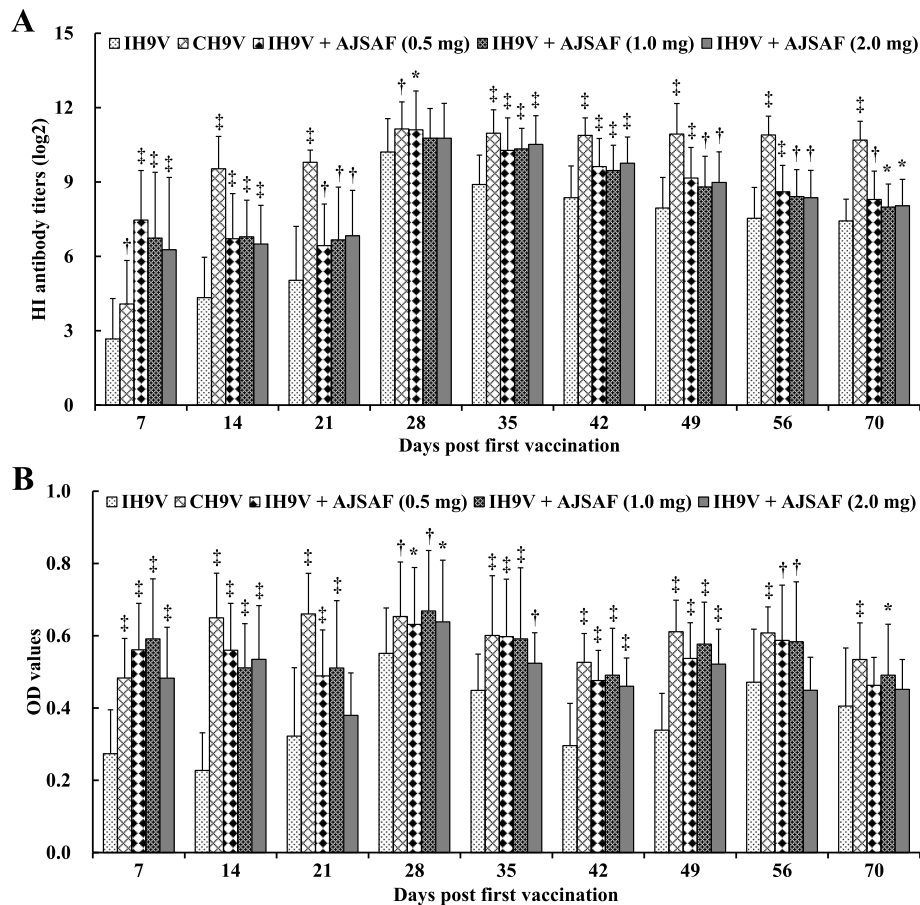 A
IH9V CH9V IH9V + AJSAF (0.5 mg) IH9V + AJSAF (1.0 mg) IH9V + AJSAF (2.0 mg)
HI antibody titers (log2)
15
12
9
6
3
0
† ‡ ‡ ‡
‡ ‡ ‡ ‡
‡ † † †
† *
‡ ‡ ‡ ‡
‡ ‡ ‡ ‡
‡ ‡ † †
‡ ‡ † †
‡ † * *
7 14 21 28 35 42 49 56 70
Days post first vaccination
B
IH9V CH9V IH9V + AJSAF (0.5 mg) IH9V + AJSAF (1.0 mg) IH9V + AJSAF (2.0 mg)
OD values
1.0
0.8
0.6
0.4
0.2
0.0
‡ ‡ ‡ ‡
‡ ‡ ‡ ‡
‡ ‡ ‡
† * † *
‡ ‡ ‡ †
‡ ‡ ‡ ‡
‡ ‡ ‡ ‡
‡ † †
‡ *
7 14 21 28 35 42 49 56 70
Days post first vaccination